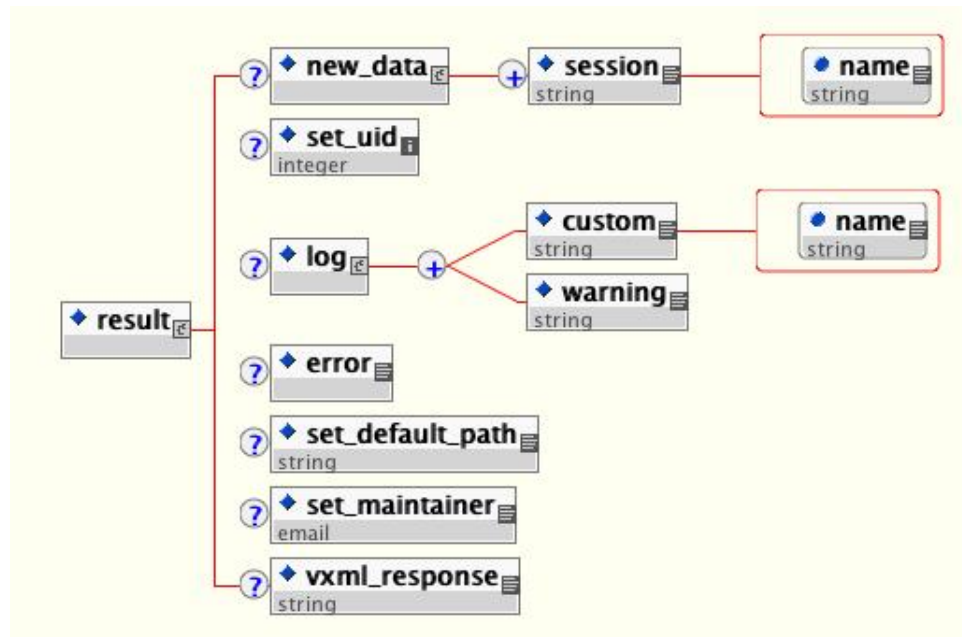 ? new_data + session name
string string
? set_uid
integer
custom name
string string
? log +
warning
string
result
? error
? set_default_path
string
? set_maintainer
email
? vxml_response
string